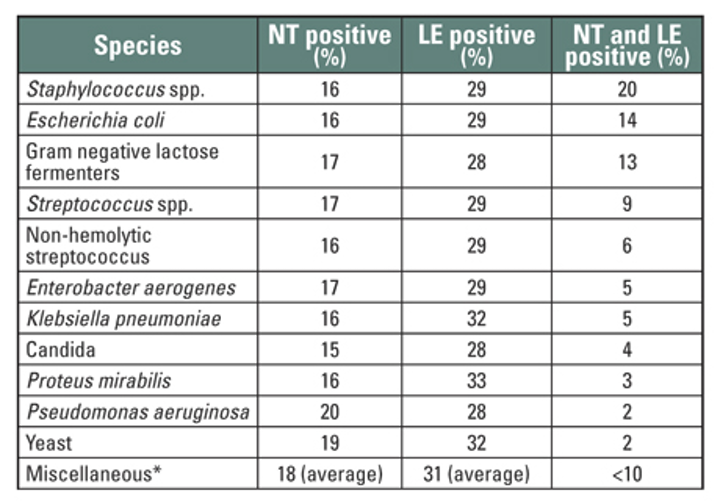 Species NT positive (%) LE positive (%) NT and LE positive (%)
Staphylococcus spp. 16 29 20
Escherichia coli 16 29 14
Gram negative lactose fermenters 17 28 13
Streptococcus spp. 17 29 9
Non-hemolytic streptococcus 16 29 6
Enterobacter aerogenes 17 29 5
Klebsiella pneumoniae 16 32 5
Candida 15 28 4
Proteus mirabilis 16 33 3
Pseudomonas aeruginosa 20 28 2
Yeast 19 32 2
Miscellaneous* 18 (average) 31 (average) <10